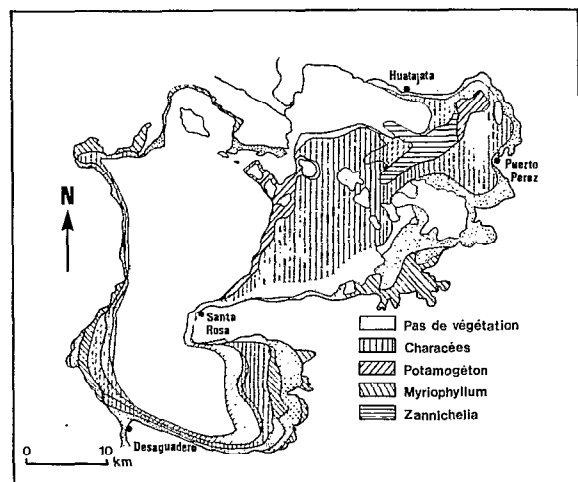 Huatajata
Puerto
Perez
N
Santa
Rosa
Pas de végétation
Characées
Potamogéton
Myriophyllum
Zannichelia
Desaguadero
0 10
km